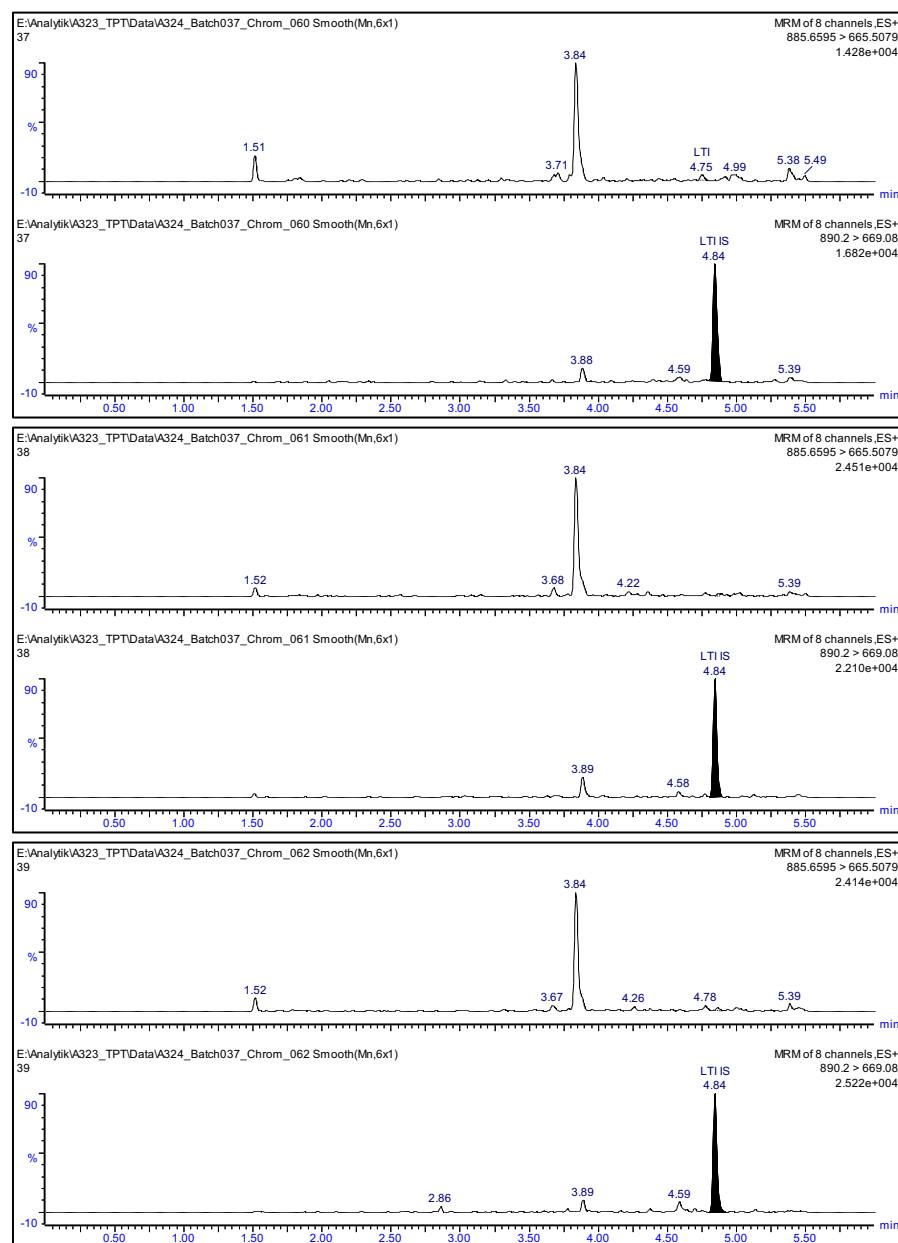 E:\Analytik\A323_TPT\Data\A324_Batch037_Chrom_060 Smooth(Mn,6x1) MRM of 8 channels,ES+
37 885.6595 > 665.5079
1.428e+004
3.84
90
%
1.51
3.71
LTI
4.75 4.99 5.38 5.49
-10
min
E:\Analytik\A323_TPT\Data\A324_Batch037_Chrom_060 Smooth(Mn,6x1) MRM of 8 channels,ES+
37 890.2 > 669.08
1.682e+004
LTI IS
4.84
90
%
3.88 4.59 5.39
-10
min
0.50 1.00 1.50 2.00 2.50 3.00 3.50 4.00 4.50 5.00 5.50
E:\Analytik\A323_TPT\Data\A324_Batch037_Chrom_061 Smooth(Mn,6x1) MRM of 8 channels,ES+
38 885.6595 > 665.5079
2.451e+004
3.84
90
%
1.52 3.68 4.22 5.39
-10
min
E:\Analytik\A323_TPT\Data\A324_Batch037_Chrom_061 Smooth(Mn,6x1) MRM of 8 channels,ES+
38 890.2 > 669.08
2.210e+004
LTI IS
4.84
90
%
3.89 4.58
-10
min
0.50 1.00 1.50 2.00 2.50 3.00 3.50 4.00 4.50 5.00 5.50
E:\Analytik\A323_TPT\Data\A324_Batch037_Chrom_062 Smooth(Mn,6x1) MRM of 8 channels,ES+
39 885.6595 > 665.5079
2.414e+004
3.84
90
%
1.52 3.67 4.26 4.78 5.39
-10
min
E:\Analytik\A323_TPT\Data\A324_Batch037_Chrom_062 Smooth(Mn,6x1) MRM of 8 channels,ES+
39 890.2 > 669.08
2.522e+004
LTI IS
4.84
90
%
2.86 3.89 4.59
-10
min
0.50 1.00 1.50 2.00 2.50 3.00 3.50 4.00 4.50 5.00 5.50